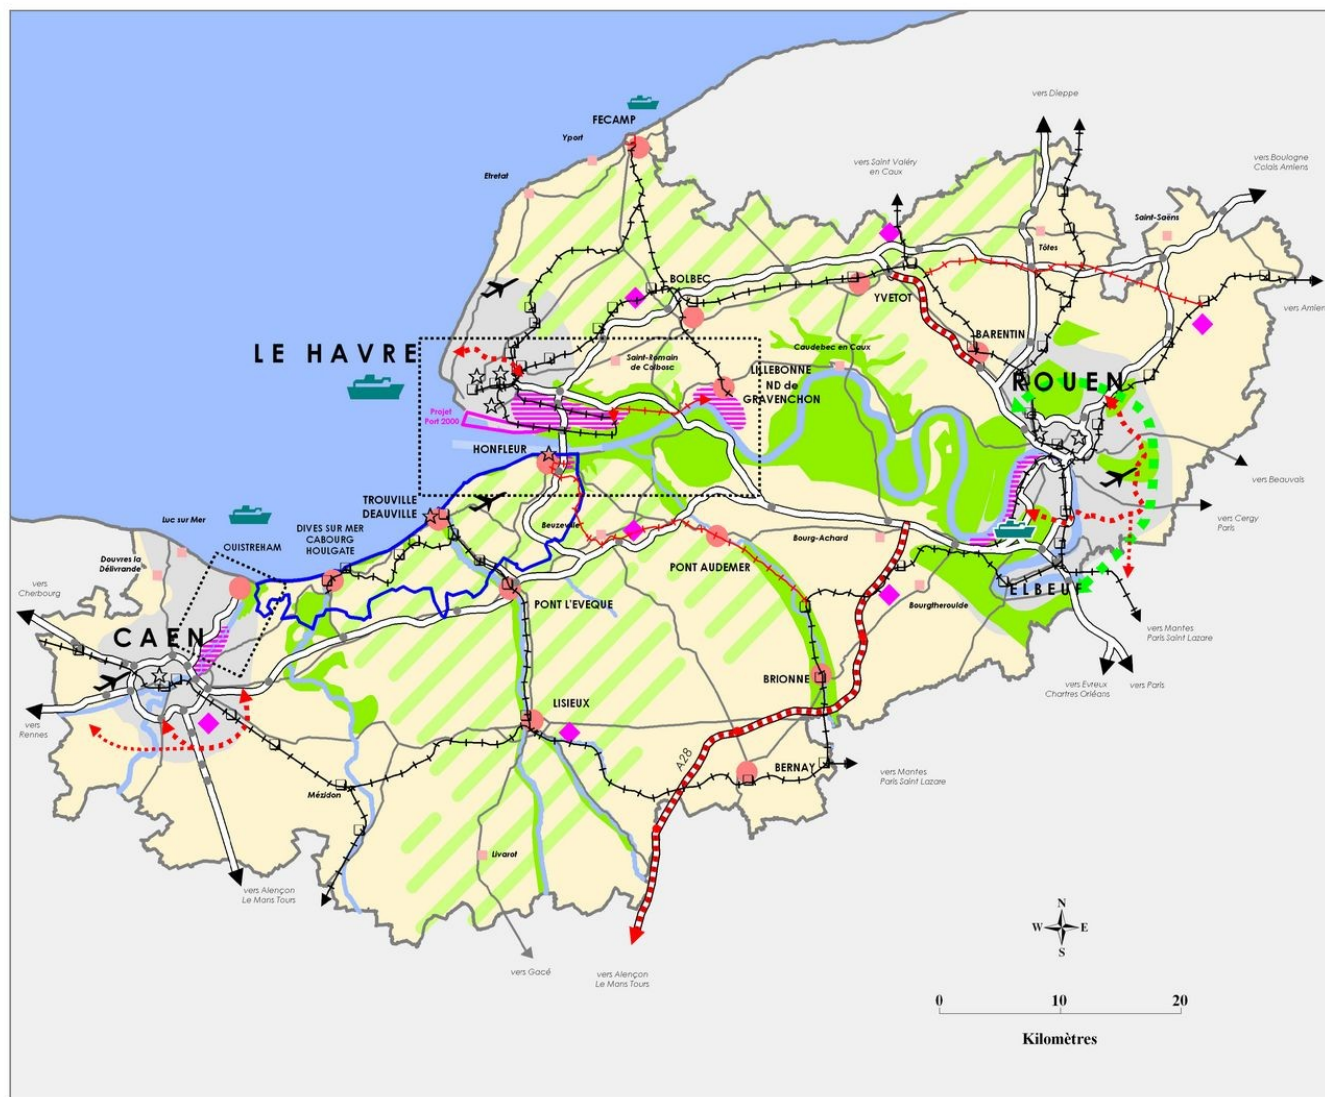 vers Dieppe
FECAMP
Yport
vers Saint Valéry
en Caux
vers Boulogne
Calais Amiens
Etretat
Saint-Saëns
Tôtes
BOLBEC
YVETOT
vers Amiens
BARENTIN
LE HAVRE
Saint-Romain
de Colbosc
Caudebec en Caux
LILLEBONNE
ND de
GRAVENCHON
ROUEN
Projet
Port 2000
HONFLEUR
vers Beauvais
TROUVILLE
DEAUVILLE
Luc sur Mer
DIVES SUR MER
CABOURG
HOULGATE
Beuzeville
Bourg-Achard
vers Cergy
Paris
OUISTREHAM
Douvres la
Délivrande
PONT AUDEMER
vers
Cherbourg
PONT L'EVEQUE
Bourgtheroulde
ELBEUF
CAEN
vers Mantes
Paris Saint Lazare
BRIONNE
vers Evreux
Chartres Orléans
vers Paris
LISIEUX
vers
Rennes
A28
BERNAY
vers Mantes
Paris Saint Lazare
Mézidon
Livarot
vers Alençon
Le Mans Tours
vers Gacé
vers Alençon
Le Mans Tours
N
W E
S
0 10 20
Kilomètres